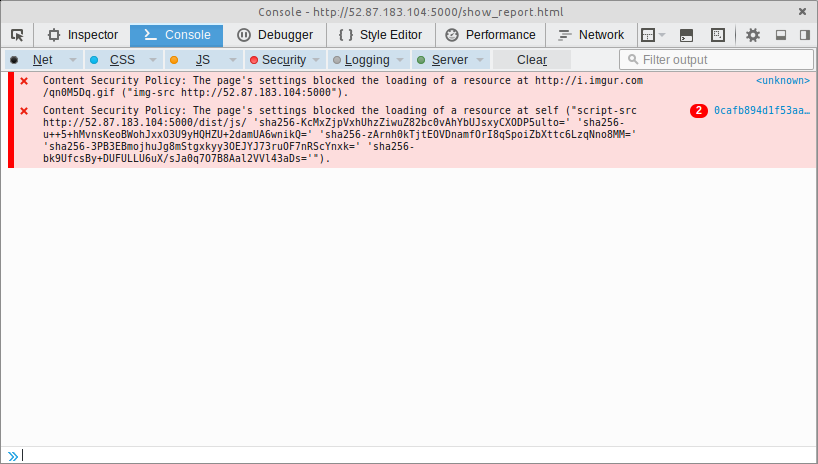 Console - http://52.87.183.104:5000/show_report.html
Inspector Console Debugger Style Editor Performance Network
Net CSS JS Security Logging Server Clear Filter output
Content Security Policy: The page's settings blocked the loading of a resource at http://i.imgur.com <unknown>
/qn0M5Dq.gif ("img-src http://52.87.183.104:5000").
Content Security Policy: The page's settings blocked the loading of a resource at self ("script-src 2 0cafb894d1f53aa…
http://52.87.183.104:5000/dist/js/ 'sha256-KcMxZjpVxhUhzZiwuZ82bc0vAhYbUJsxyCXODP5ulto=' 'sha256-
u++5+hMvnsKeoBWohJxxO3U9yHQHZU+2damUA6wnikQ=' 'sha256-zArnh0kTjtEOVDnamfOrI8qSpoiZbXttc6LzqNno8MM='
'sha256-3PB3EBmojhuJg8mStgxkyy3OEJYJ73ruOF7nRScYnxk=' 'sha256-
bk9UfcsBy+DUFULLU6uX/sJa0q7O7B8Aal2VVl43aDs='").